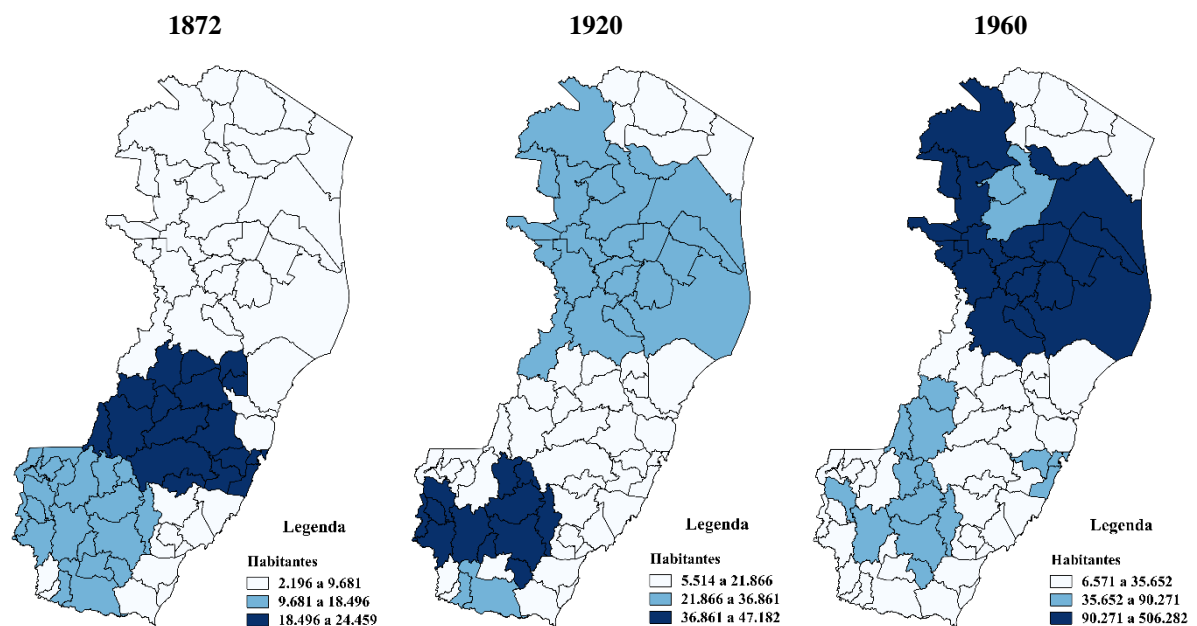 1872
1920
1960
Legenda
Habitantes
2.196 a 9.681
9.681 a 18.496
18.496 a 24.459
Legenda
Habitantes
5.514 a 21.866
21.866 a 36.861
36.861 a 47.182
Legenda
Habitantes
6.571 a 35.652
35.652 a 90.271
90.271 a 506.282